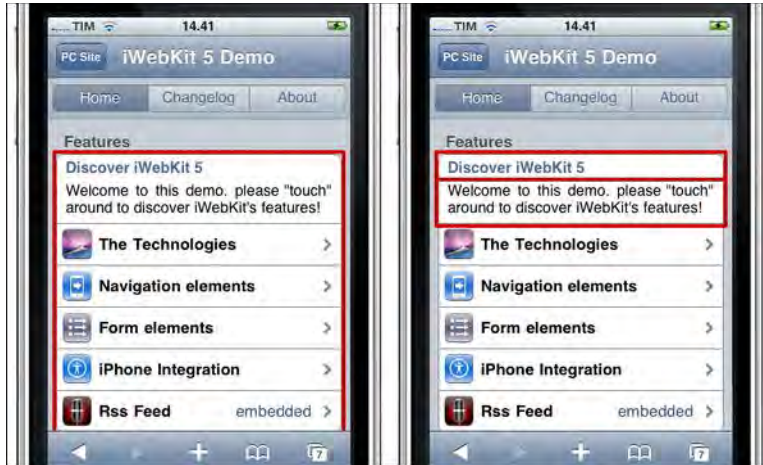 TIM 14.41
PC Site iWebKit 5 Demo
Home Changelog About
Features
Discover iWebKit 5
Welcome to this demo. please "touch"
around to discover iWebKit's features!
The Technologies
Navigation elements
Form elements
iPhone Integration
Rss Feed embedded
7
TIM 14.41
PC Site iWebKit 5 Demo
Home Changelog About
Features
Discover iWebKit 5
Welcome to this demo. please "touch"
around to discover iWebKit's features!
The Technologies
Navigation elements
Form elements
iPhone Integration
Rss Feed embedded
7